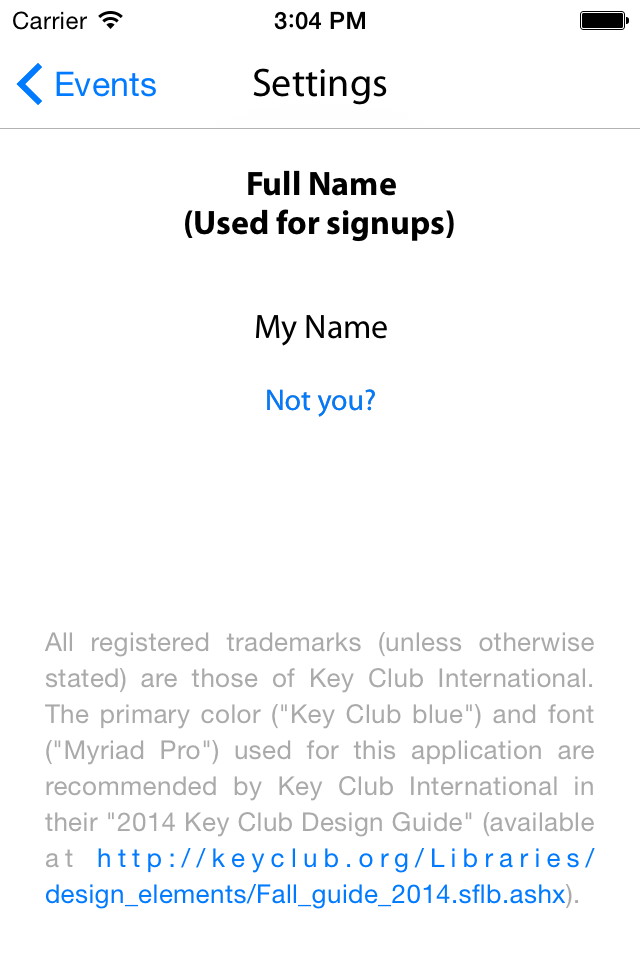 Carrier 3:04 PM
Events Settings
Full Name
(Used for signups)
My Name
Not you?
All registered trademarks (unless otherwise
stated) are those of Key Club International.
The primary color ("Key Club blue") and font
("Myriad Pro") used for this application are
recommended by Key Club International in
their "2014 Key Club Design Guide" (available
at http://keyclub.org/Libraries/
design_elements/Fall_guide_2014.sflb.ashx).